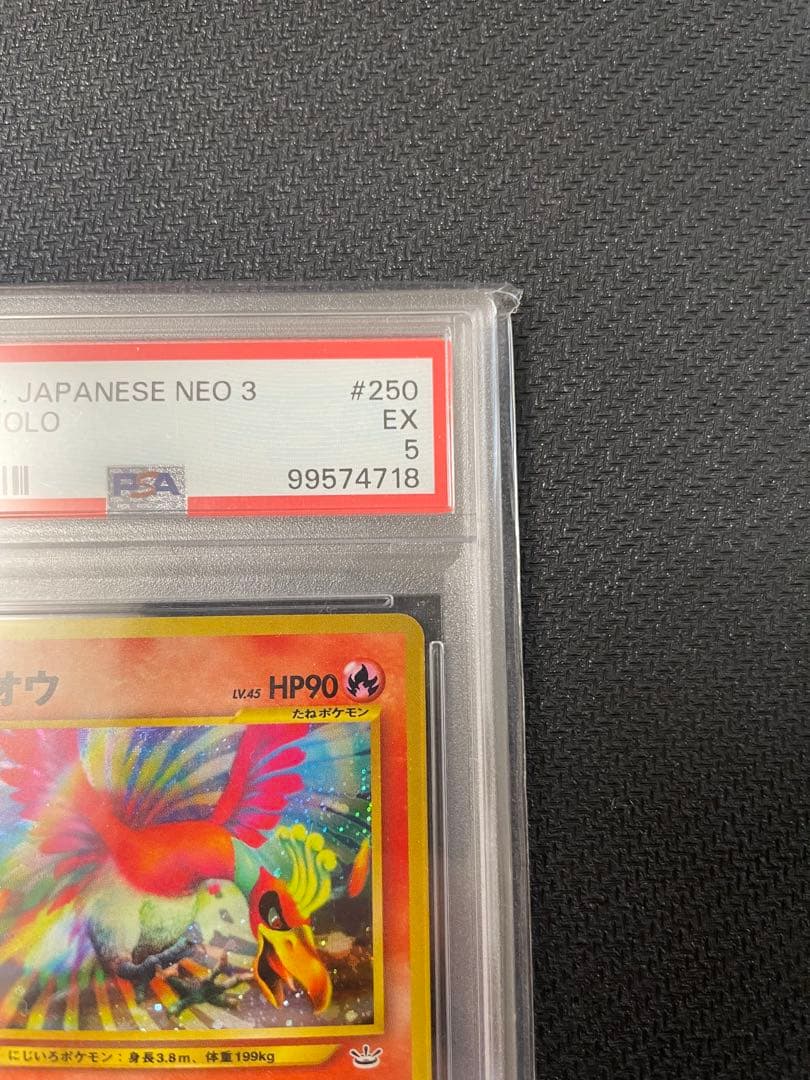 . JAPANESE NEO 3 #250
OLO EX
5
PSA 99574718
オウ LV.45 HP90
たねポケモン
にじいろポケモン：身長3.8m、体重199kg